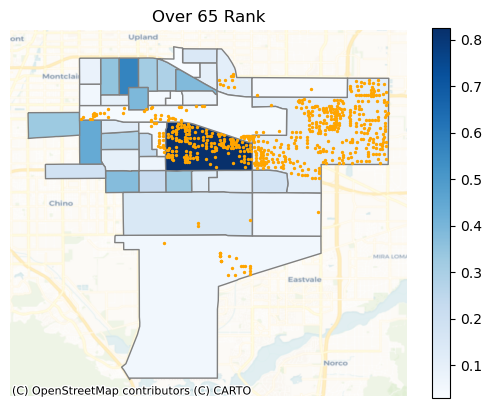 Over 65 Rank
ont
Upland
Montclair
Chino
Eastvale
MIRA LOMA
Norco
0.8
0.7
0.6
0.5
0.4
0.3
0.2
0.1
(C) OpenStreetMap contributors (C) CARTO